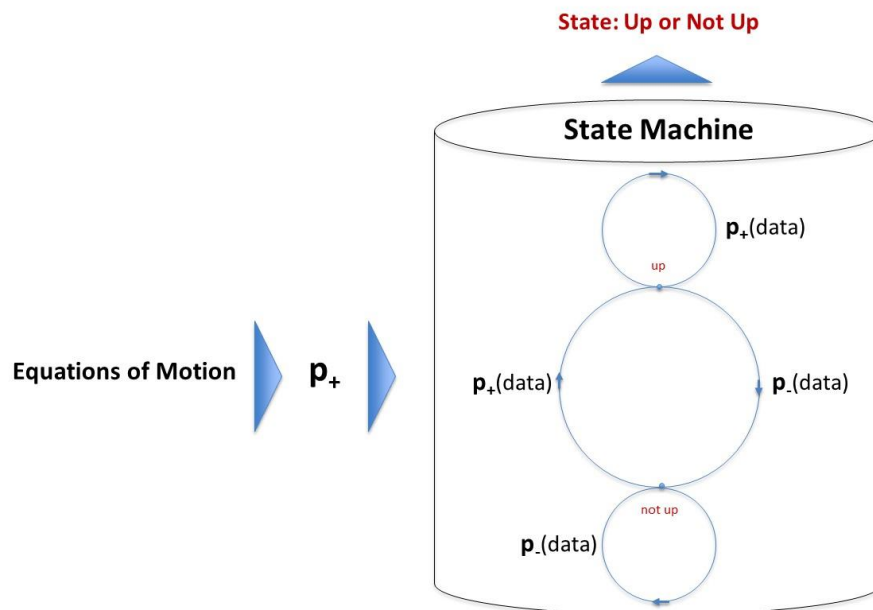 State: Up or Not Up
State Machine
p₊(data)
up
Equations of Motion
p₊
p₊(data)
p₋(data)
not up
p₋(data)